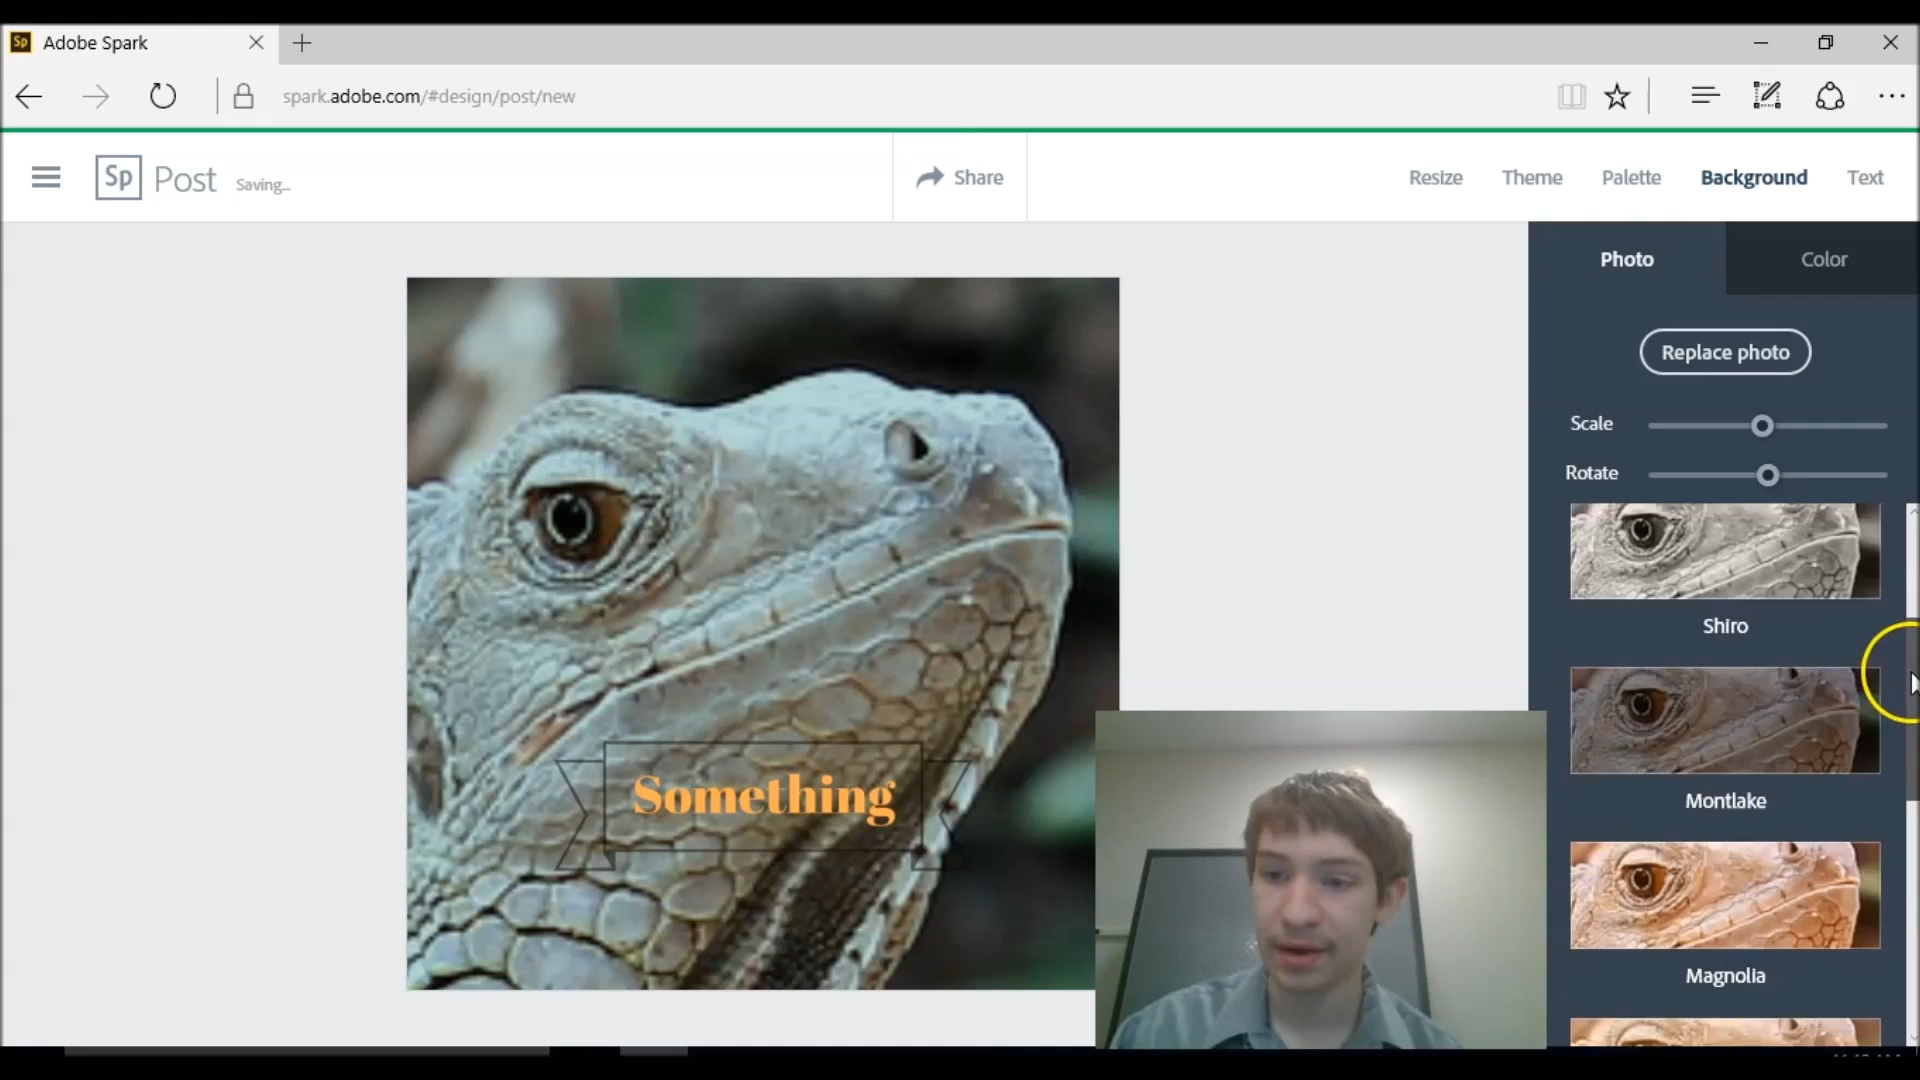 Sp Adobe Spark
spark.adobe.com/#design/post/new
Sp Post Saving... Share Resize Theme Palette Background Text
Photo Color
Replace photo
Scale
Rotate
Shiro
Montlake
Magnolia
Something